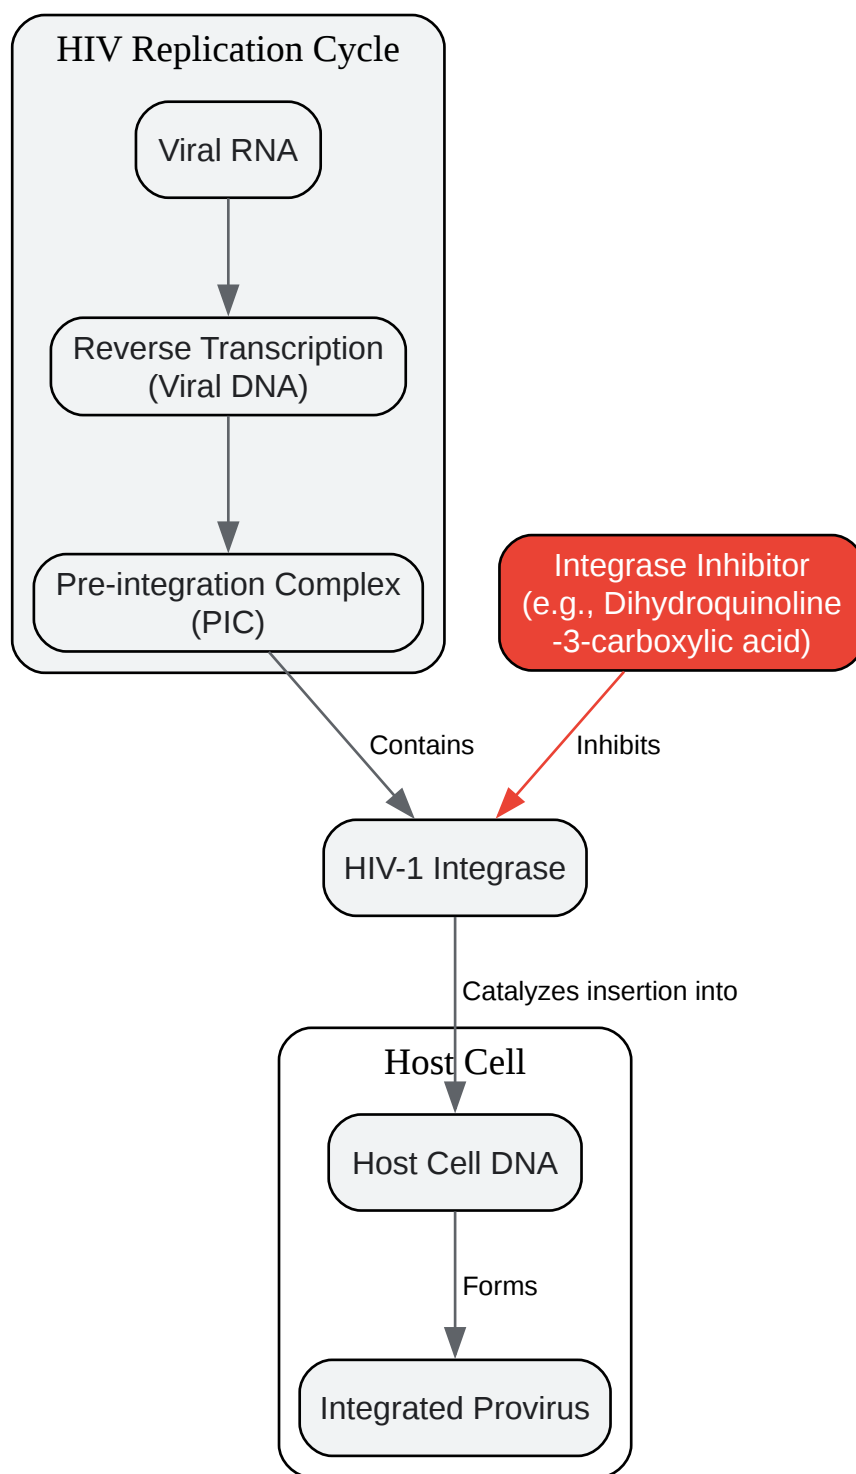 HIV Replication Cycle
Viral RNA
Reverse Transcription
(Viral DNA)
Pre-integration Complex
(PIC)
Integrase Inhibitor
(e.g., Dihydroquinoline
-3-carboxylic acid)
Contains
Inhibits
HIV-1 Integrase
Catalyzes insertion into
Host Cell
Host Cell DNA
Forms
Integrated Provirus